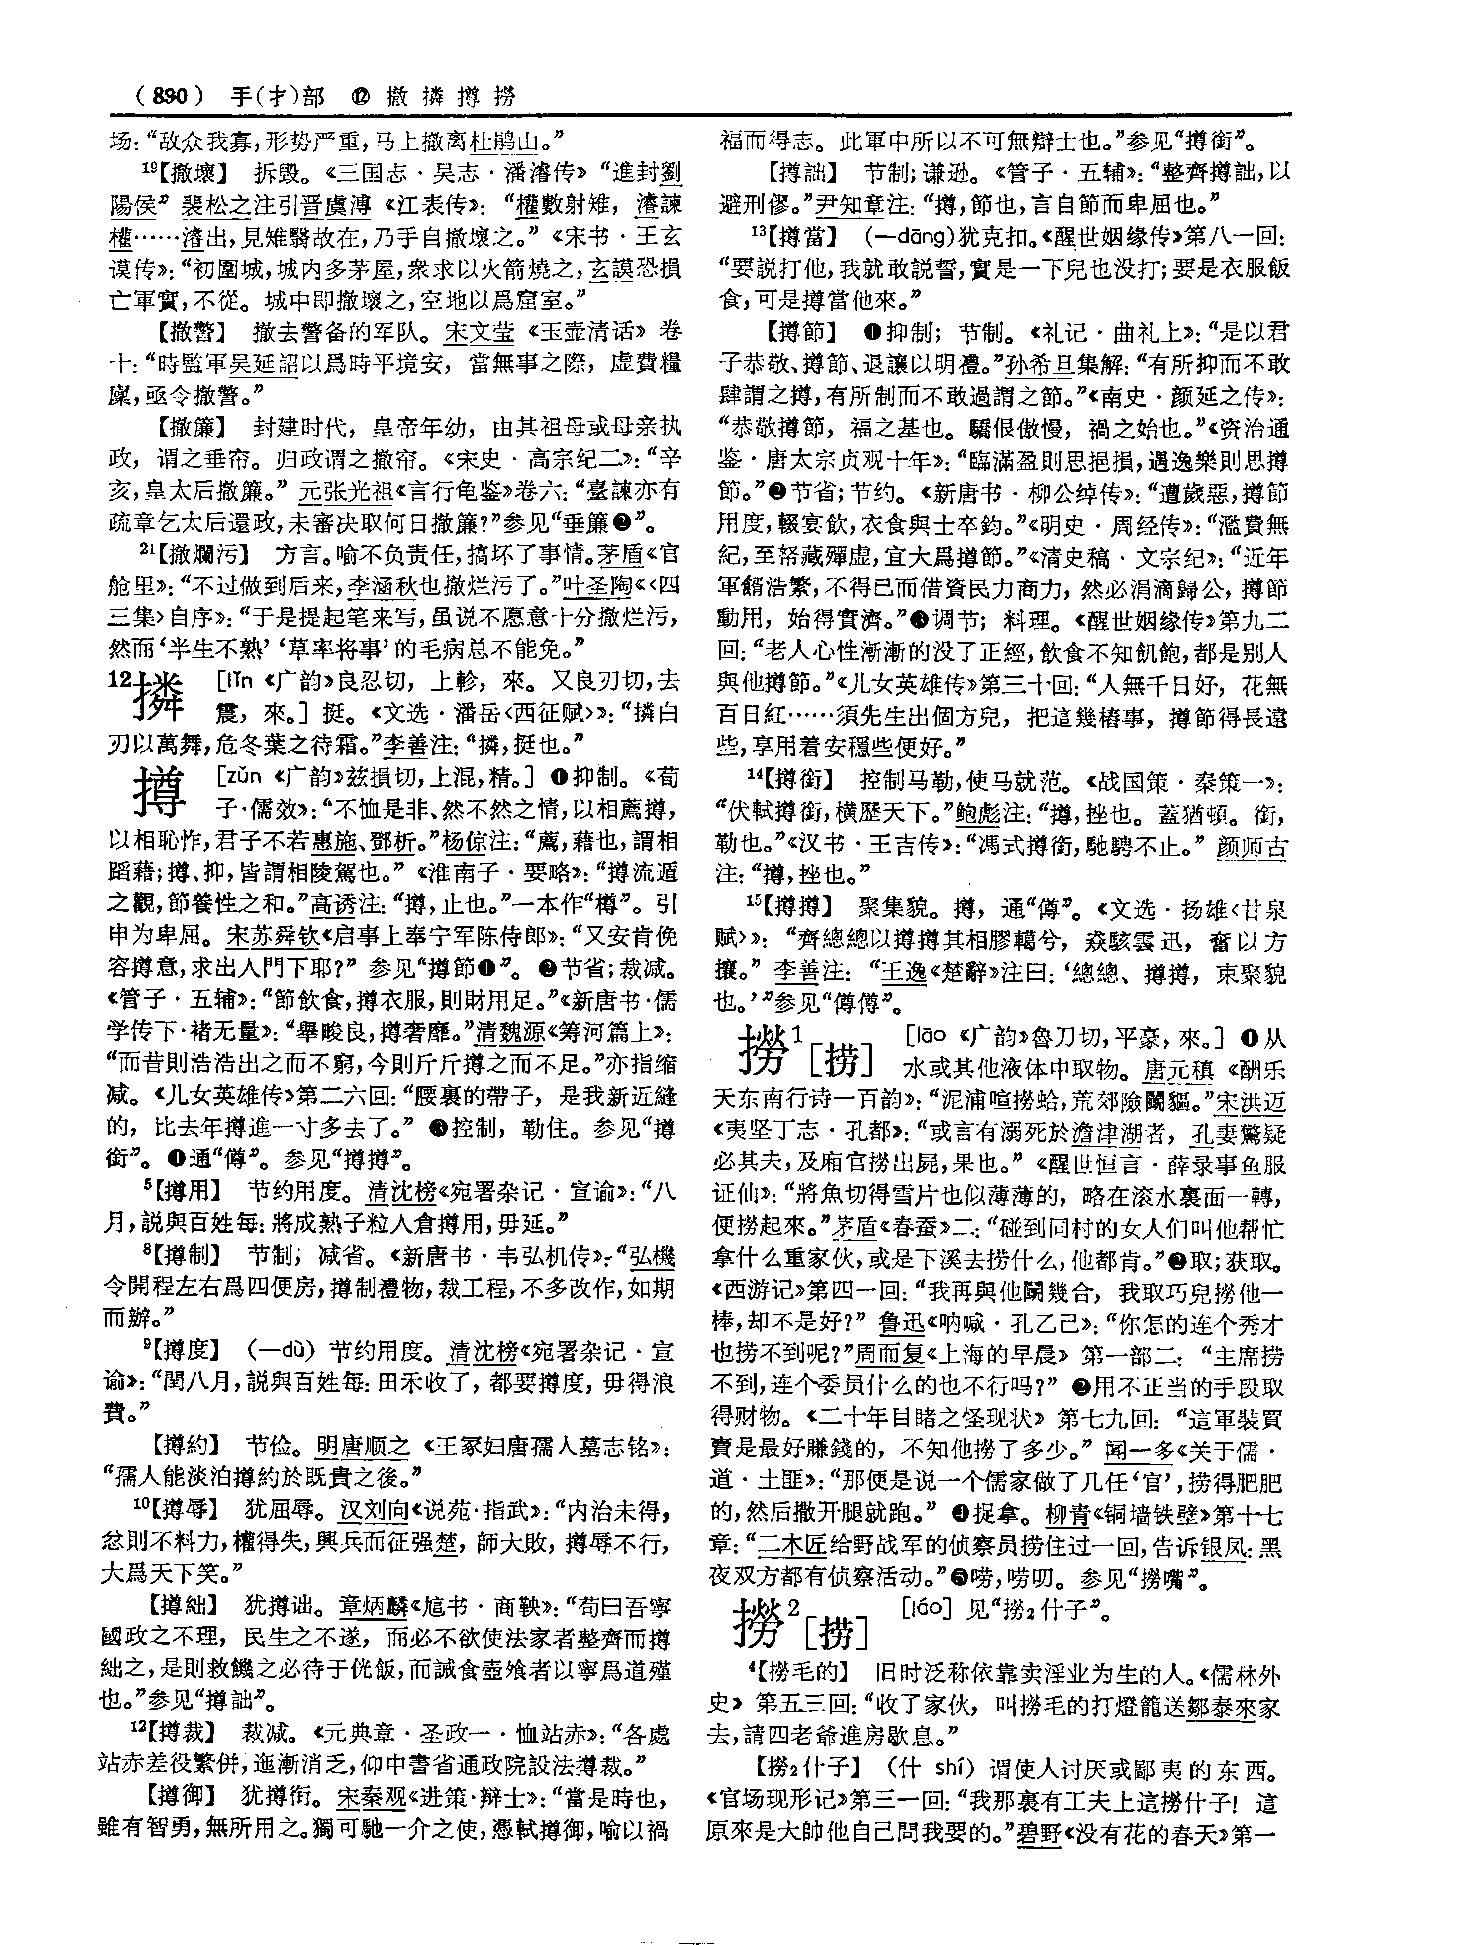 （890） 手(扌)部 ⑫ 撤撛撙撈
场：“敌众我寡，形势严重，马上撤离杜鹃山。”
19【撤壞】 拆毁。《三国志·吴志·潘濬传》“進封劉
陽侯” 裴松之注引晋虞溥《江表传》：“權數射雉，濬諫
權……濬出，見雉翳故在，乃手自撤壞之。”《宋书·王玄
谟传》：“初圍城，城内多茅屋，衆求以火箭燒之，玄謨恐損
亡軍實，不從。城中即撤壞之，空地以爲窟室。”
【撤警】 撤去警备的军队。宋文莹《玉壶清话》卷
十：“時監軍吴延詔以爲時平境安，當無事之際，虚費糧
廩，亟令撤警。”
【撤簾】 封建时代，皇帝年幼，由其祖母或母亲执
政，谓之垂帘。归政谓之撤帘。《宋史·高宗纪二》：“辛
亥，皇太后撤簾。”元张光祖《言行龟鉴》卷六：“臺諫亦有
疏章乞太后還政，未審决取何日撤簾？”参见“垂簾❷”。
21【撤爛污】 方言。喻不负责任，搞坏了事情。茅盾《官
舱里》：“不过做到后来，李涵秋也撤烂污了。”叶圣陶《〈四
三集〉自序》：“于是提起笔来写，虽说不愿意十分撤烂污，
然而‘半生不熟’‘草率将事’的毛病总不能免。”
12撛 [lǐn《广韵》良忍切，上軫，來。又良刃切，去
震，來。] 挺。《文选·潘岳〈西征赋〉》：“撛白
刃以萬舞，危冬葉之待霜。”李善注：“撛，挺也。”
撙 [zǔn《广韵》兹損切，上混，精。] ❶抑制。《荀
子·儒效》：“不恤是非、然不然之情，以相薦撙，
以相恥怍，君子不若惠施、鄧析。”杨倞注：“薦，藉也，謂相
蹈藉；撙、抑，皆謂相陵駕也。”《淮南子·要略》：“撙流遁
之觀，節養性之和。”高诱注：“撙，止也。”一本作“樽”。引
申为卑屈。宋苏舜钦《启事上奉宁军陈侍郎》：“又安肯俛
容撙意，求出人門下耶？”参见“撙節❶”。❷节省；裁减。
《管子·五辅》：“節飲食，撙衣服，則財用足。”《新唐书·儒
学传下·褚无量》：“舉畯良，撙奢靡。”清魏源《筹河篇上》：
“而昔則浩浩出之而不窮，今則斤斤撙之而不足。”亦指缩
减。《儿女英雄传》第二六回：“腰裏的帶子，是我新近縫
的，比去年撙進一寸多去了。”❸控制，勒住。参见“撙
銜”。❹通“僔”。参见“撙撙”。
5【撙用】 节约用度。清沈榜《宛署杂记·宣谕》：“八
月，説與百姓每：將成熟子粒入倉撙用，毋延。”
8【撙制】 节制；减省。《新唐书·韦弘机传》：“弘機
令開程左右爲四便房，撙制禮物，裁工程，不多改作，如期
而辦。”
9【撙度】 （—dù）节约用度。清沈榜《宛署杂记·宣
谕》：“閏八月，説與百姓每：田禾收了，都要撙度，毋得浪
費。”
【撙約】 节俭。明唐顺之《王冢妇唐孺人墓志铭》：
“孺人能淡泊撙約於既貴之後。”
10【撙辱】 犹屈辱。汉刘向《说苑·指武》：“内治未得，
忿則不料力，權得失，興兵而征强楚，師大敗，撙辱不行，
大爲天下笑。”
【撙絀】 犹撙诎。章炳麟《訄书·商鞅》：“苟曰吾寧
國政之不理，民生之不遂，而必不欲使法家者整齊而撙
絀之，是則救饑之必待于侊飯，而誡食壺飧者以寧爲道殣
也。”参见“撙詘”。
12【撙裁】 裁减。《元典章·圣政一·恤站赤》：“各處
站赤差役繁併，迤漸消乏，仰中書省通政院設法撙裁。”
【撙御】 犹撙衔。宋秦观《进策·辩士》：“當是時也，
雖有智勇，無所用之。獨可馳一介之使，憑軾撙御，喻以禍
福而得志。此軍中所以不可無辯士也。”参见“撙銜”。
【撙詘】 节制；谦逊。《管子·五辅》：“整齊撙詘，以
避刑僇。”尹知章注：“撙，節也，言自節而卑屈也。”
13【撙當】 （—dāng）犹克扣。《醒世姻缘传》第八一回：
“要説打他，我就敢説誓，實是一下兒也没打；要是衣服飯
食，可是撙當他來。”
【撙節】 ❶抑制；节制。《礼记·曲礼上》：“是以君
子恭敬、撙節、退讓以明禮。”孙希旦集解：“有所抑而不敢
肆謂之撙，有所制而不敢過謂之節。”《南史·颜延之传》：
“恭敬撙節，福之基也。驕佷傲慢，禍之始也。”《资治通
鉴·唐太宗贞观十年》：“臨滿盈則思挹損，遇逸樂則思撙
節。”❷节省；节约。《新唐书·柳公绰传》：“遭歲惡，撙節
用度，輟宴飲，衣食與士卒鈞。”《明史·周经传》：“濫費無
紀，至帑藏殫虚，宜大爲撙節。”《清史稿·文宗纪》：“近年
軍餉浩繁，不得已而借資民力商力，然必涓滴歸公，撙節
動用，始得實濟。”❸调节；料理。《醒世姻缘传》第九二
回：“老人心性漸漸的没了正經，飲食不知飢飽，都是别人
與他撙節。”《儿女英雄传》第三十回：“人無千日好，花無
百日紅……須先生出個方兒，把這幾樁事，撙節得長遠
些，享用着安穩些便好。”
14【撙銜】 控制马勒，使马就范。《战国策·秦策一》：
“伏軾撙銜，横歷天下。”鲍彪注：“撙，挫也。蓋猶頓。銜，
勒也。”《汉书·王吉传》：“馮式撙銜，馳騁不止。”颜师古
注：“撙，挫也。”
15【撙撙】 聚集貌。撙，通“僔”。《文选·扬雄〈甘泉
赋〉》：“齊總總以撙撙其相膠轕兮，猋駭雲迅，奮以方
攘。”李善注：“王逸《楚辭》注曰：‘總總、撙撙，束聚貌
也。’”参见“僔僔”。
撈1［捞］ [lāo《广韵》魯刀切，平豪，來。] ❶从
水或其他液体中取物。唐元稹《酬乐
天东南行诗一百韵》：“泥浦喧撈蛤，荒郊險鬭貙。”宋洪迈
《夷坚丁志·孔都》：“或言有溺死於澹津湖者，孔妻驚疑
必其夫，及廂官撈出屍，果也。”《醒世恒言·薛录事鱼服
证仙》：“將魚切得雪片也似薄薄的，略在滚水裏面一轉，
便撈起來。”茅盾《春蚕》二：“碰到同村的女人们叫他帮忙
拿什么重家伙，或是下溪去捞什么，他都肯。”❷取；获取。
《西游记》第四一回：“我再與他鬭幾合，我取巧兒撈他一
棒，却不是好？”鲁迅《呐喊·孔乙己》：“你怎的连个秀才
也捞不到呢？”周而复《上海的早晨》第一部二：“主席捞
不到，连个委员什么的也不行吗？”❷用不正当的手段取
得财物。《二十年目睹之怪现状》第七九回：“這軍裝買
賣是最好賺錢的，不知他撈了多少。”闻一多《关于儒·
道·土匪》：“那便是说一个儒家做了几任‘官’，捞得肥肥
的，然后撒开腿就跑。”❹捉拿。柳青《铜墙铁壁》第十七
章：“二木匠给野战军的侦察员捞住过一回，告诉银凤：黑
夜双方都有侦察活动。”❺唠，唠叨。参见“撈嘴”。
撈2［捞］ [láo] 见“撈2什子”。
4【撈毛的】 旧时泛称依靠卖淫业为生的人。《儒林外
史》第五三回：“收了家伙，叫撈毛的打燈籠送鄒泰來家
去，請四老爺進房歇息。”
【撈2什子】 （什 shí）谓使人讨厌或鄙夷的东西。
《官场现形记》第三一回：“我那裏有工夫上這撈什子！這
原來是大帥他自己問我要的。”碧野《没有花的春天》第一